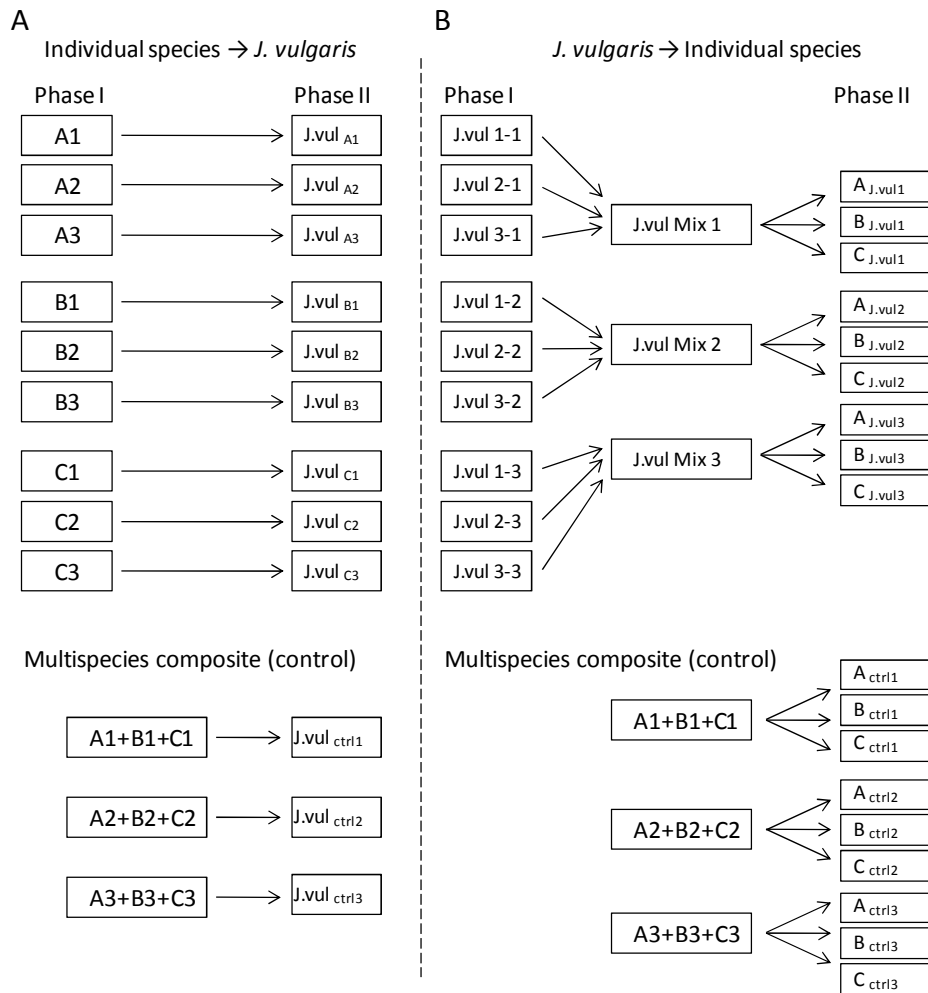 A
Individual species → J. vulgaris
Phase I
Phase II
A1
J.vul A1
A2
J.vul A2
A3
J.vul A3
B1
J.vul B1
B2
J.vul B2
B3
J.vul B3
C1
J.vul C1
C2
J.vul C2
C3
J.vul C3
Multispecies composite (control)
A1+B1+C1
J.vul ctrl1
A2+B2+C2
J.vul ctrl2
A3+B3+C3
J.vul ctrl3
B
J. vulgaris → Individual species
Phase I
Phase II
J.vul 1-1
J.vul 2-1
J.vul 3-1
J.vul Mix 1
A J.vul1
B J.vul1
C J.vul1
J.vul 1-2
J.vul 2-2
J.vul 3-2
J.vul Mix 2
A J.vul2
B J.vul2
C J.vul2
J.vul 1-3
J.vul 2-3
J.vul 3-3
J.vul Mix 3
A J.vul3
B J.vul3
C J.vul3
Multispecies composite (control)
A1+B1+C1
A ctrl1
B ctrl1
C ctrl1
A2+B2+C2
A ctrl2
B ctrl2
C ctrl2
A3+B3+C3
A ctrl3
B ctrl3
C ctrl3